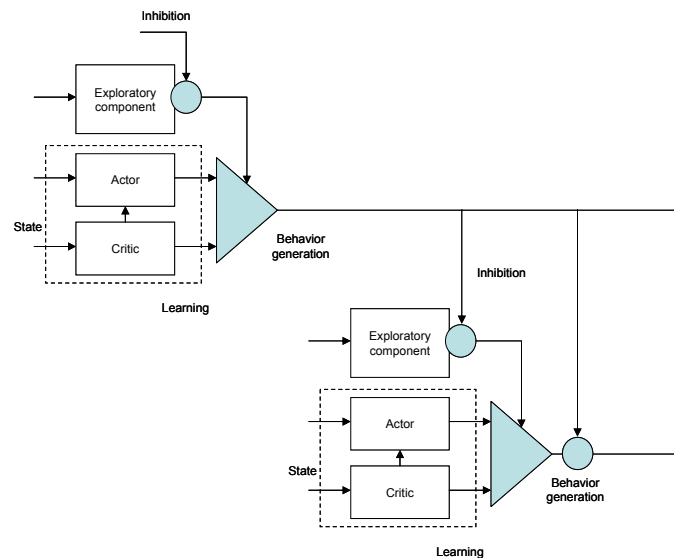 Inhibition
Exploratory
component
Actor
State
Critic
Behavior
generation
Learning
Inhibition
Exploratory
component
Actor
State
Critic
Behavior
generation
Learning